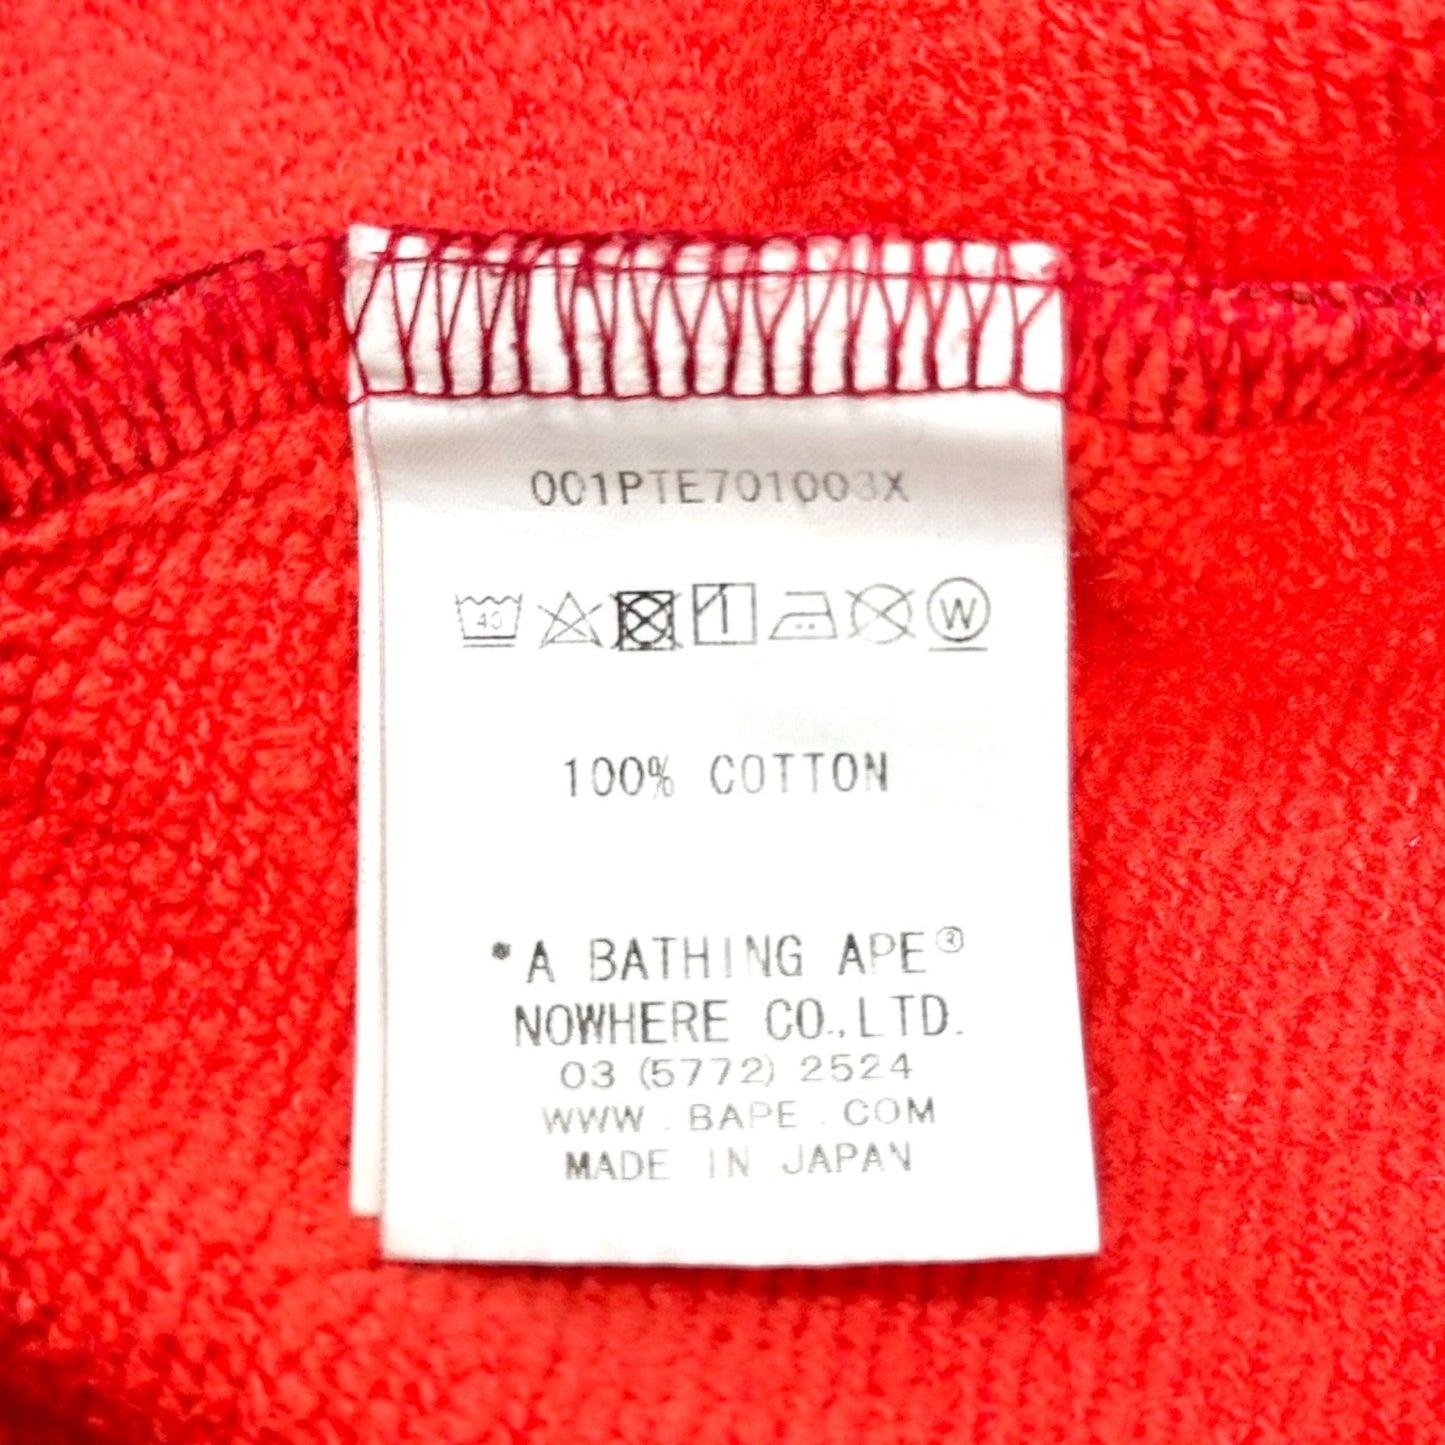 001PTE701003X
40 W
100% COTTON
*A BATHING APE®
NOWHERE CO.,LTD.
03 (5772) 2524
WWW.BAPE.COM
MADE IN JAPAN